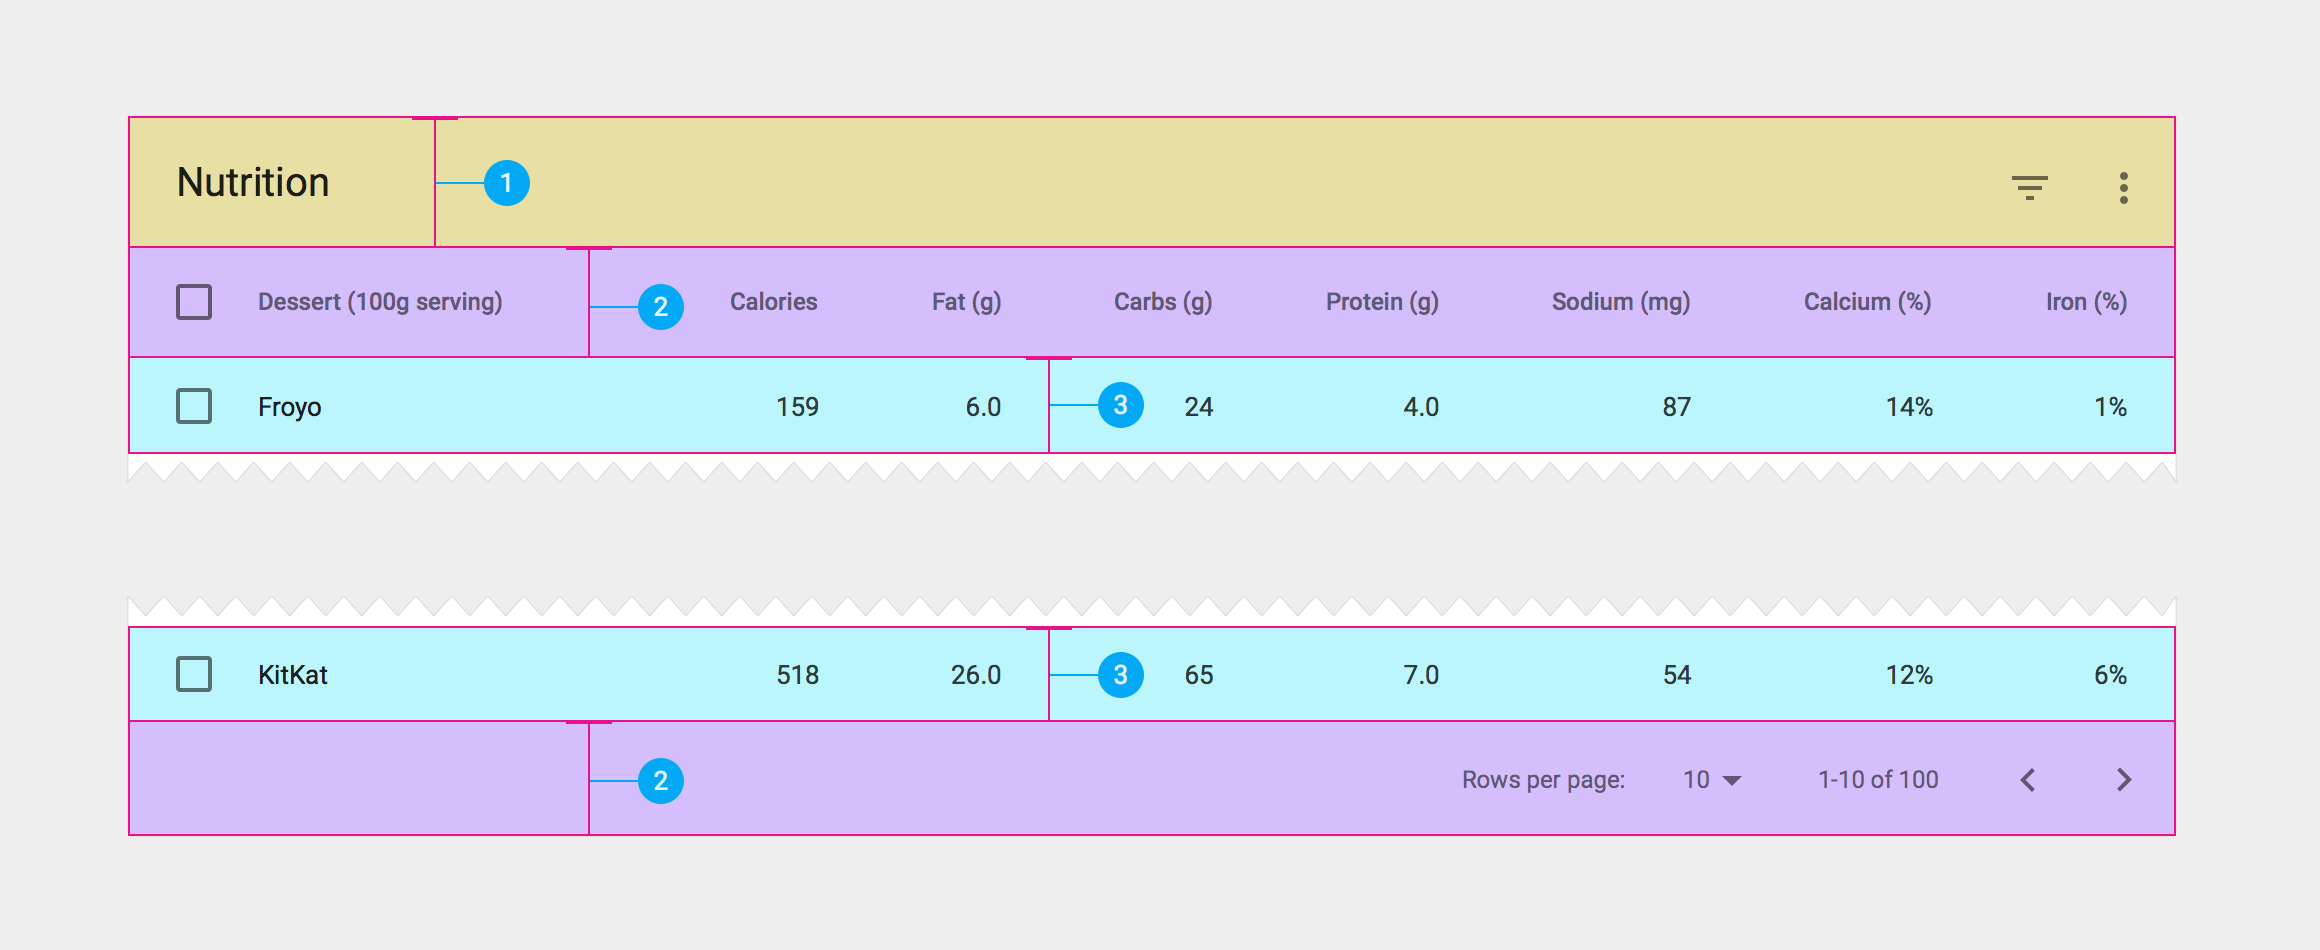 Nutrition 1
Dessert (100g serving) 2 Calories Fat (g) Carbs (g) Protein (g) Sodium (mg) Calcium (%) Iron (%)
Froyo 159 6.0 3 24 4.0 87 14% 1%
KitKat 518 26.0 3 65 7.0 54 12% 6%
2 Rows per page: 10 1-10 of 100